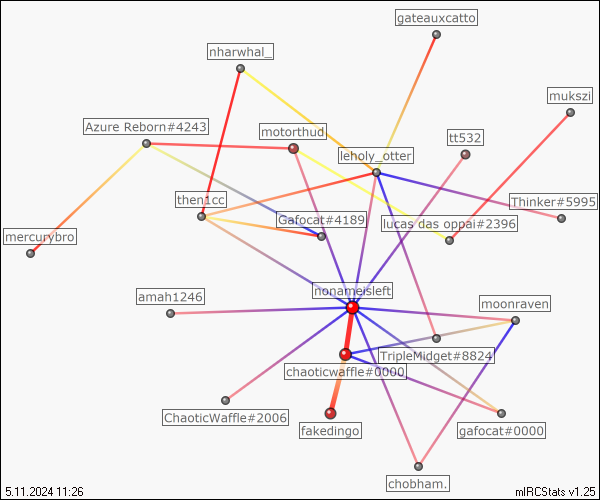 gateauxcatto
nharwhal_
mukszi
Azure Reborn#4243
motorthud
tt532
leholy_otter
then1cc
Thinker#5995
Gafocat#4189
lucas das oppai#2396
mercurybro
nonameisleft
amah1246
moonraven
TripleMidget#8824
chaoticwaffle#0000
ChaoticWaffle#2006
fakedingo
gafocat#0000
chobham.
5.11.2024 11:26
mIRCStats v1.25